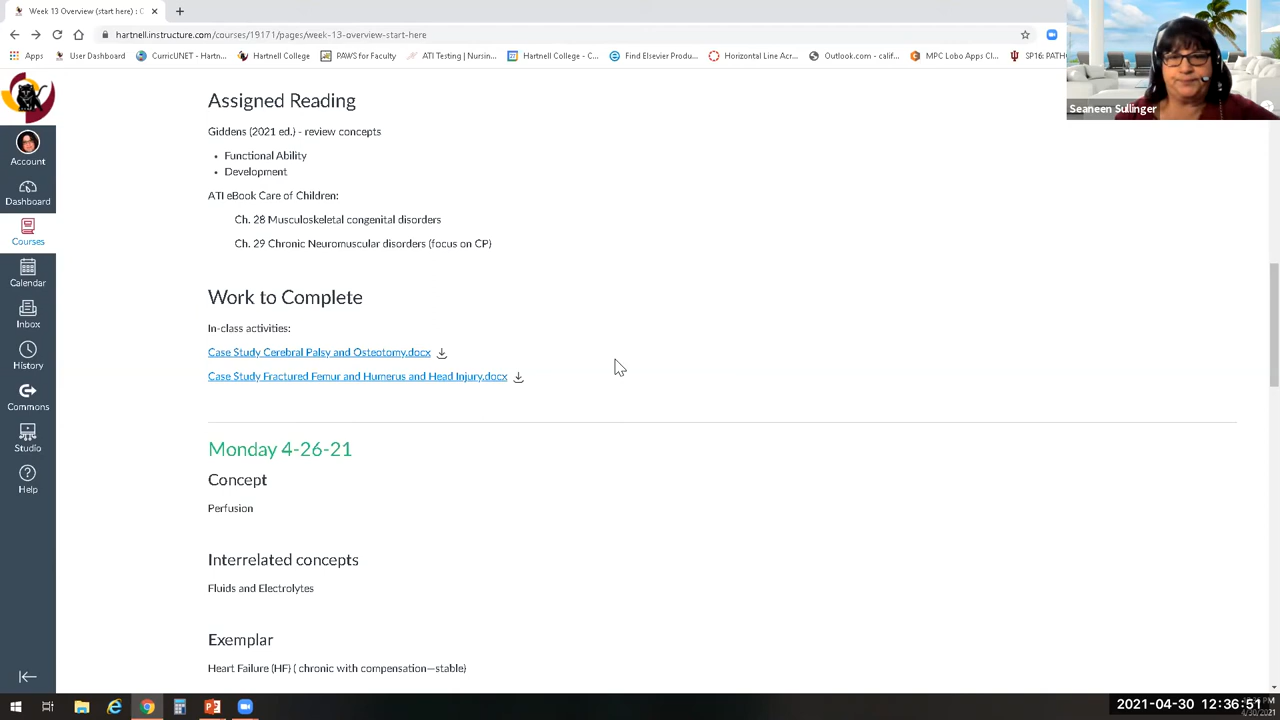 Week 13 Overview (start here) : C
hartnell.instructure.com/courses/19171/pages/week-13-overview-start-here
Apps
User Dashboard
CurricUNET - Hartn...
Hartnell College
PAWS for Faculty
ATI Testing | Nursin...
Hartnell College - C...
Find Elsevier Produ...
Horizontal Line Acr...
Outlook.com - calif...
MPC Lobo Apps Cl...
SP16: PATH
Seaneen Sullinger
Account
Dashboard
Courses
Calendar
Inbox
History
Commons
Studio
Help
Assigned Reading
Giddens (2021 ed.) - review concepts
• Functional Ability
• Development
ATI eBook Care of Children:
Ch. 28 Musculoskeletal congenital disorders
Ch. 29 Chronic Neuromuscular disorders (focus on CP)
Work to Complete
In-class activities:
Case Study Cerebral Palsy and Osteotomy.docx
Case Study Fractured Femur and Humerus and Head Injury.docx
Monday 4-26-21
Concept
Perfusion
Interrelated concepts
Fluids and Electrolytes
Exemplar
Heart Failure (HF) ( chronic with compensation—stable)
2021-04-30 12:36:51